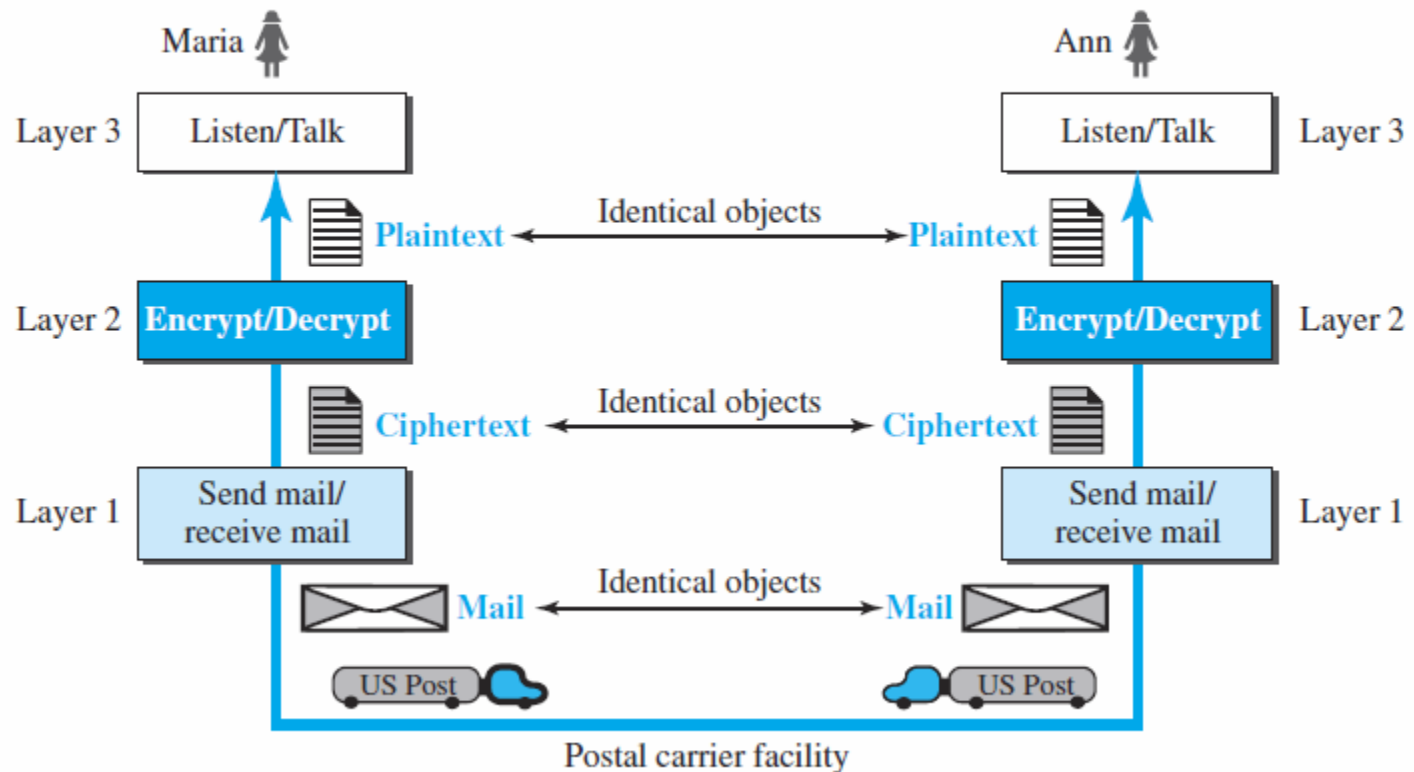 Maria
Ann
Layer 3
Listen/Talk
Listen/Talk
Layer 3
Identical objects
Plaintext
Plaintext
Layer 2
Encrypt/Decrypt
Encrypt/Decrypt
Layer 2
Identical objects
Ciphertext
Ciphertext
Layer 1
Send mail/
receive mail
Send mail/
receive mail
Layer 1
Identical objects
Mail
Mail
US Post
US Post
Postal carrier facility